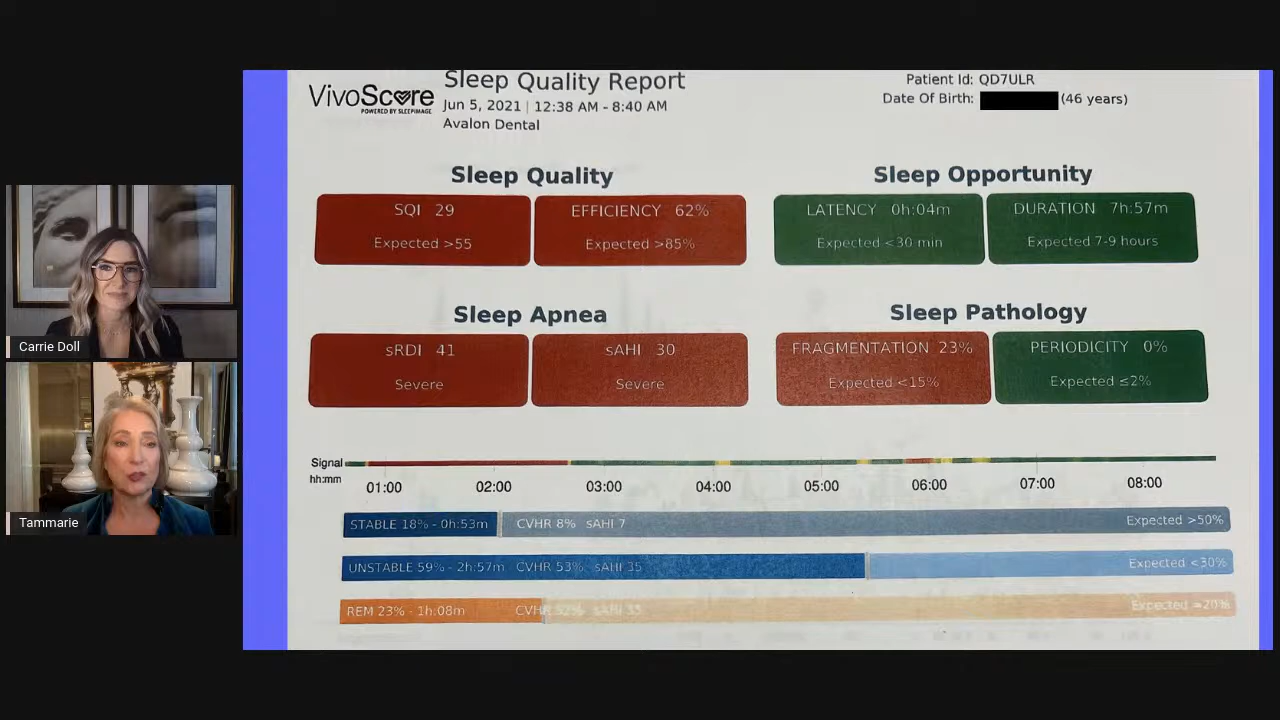 Sleep Quality Report
VivoScore
POWERED BY SLEEPIMAGE
Jun 5, 2021 | 12:38 AM - 8:40 AM
Avalon Dental
Patient Id: QD7ULR
Date Of Birth: (46 years)
Sleep Quality
SQI 29
Expected >55
EFFICIENCY 62%
Expected >85%
Sleep Opportunity
LATENCY 0h:04m
Expected <30 min
DURATION 7h:57m
Expected 7-9 hours
Sleep Apnea
sRDI 41
Severe
sAHI 30
Severe
Sleep Pathology
FRAGMENTATION 23%
Expected <15%
PERIODICITY 0%
Expected ≤2%
Signal
hh:mm
01:00 02:00 03:00 04:00 05:00 06:00 07:00 08:00
STABLE 18% - 0h:53m CVHR 8% sAHI 7 Expected >50%
UNSTABLE 59% - 2h:57m CVHR 53% sAHI 35 Expected <30%
REM 23% - 1h:08m CVHR 52% sAHI 35 Expected ≈20%
Carrie Doll
Tammarie